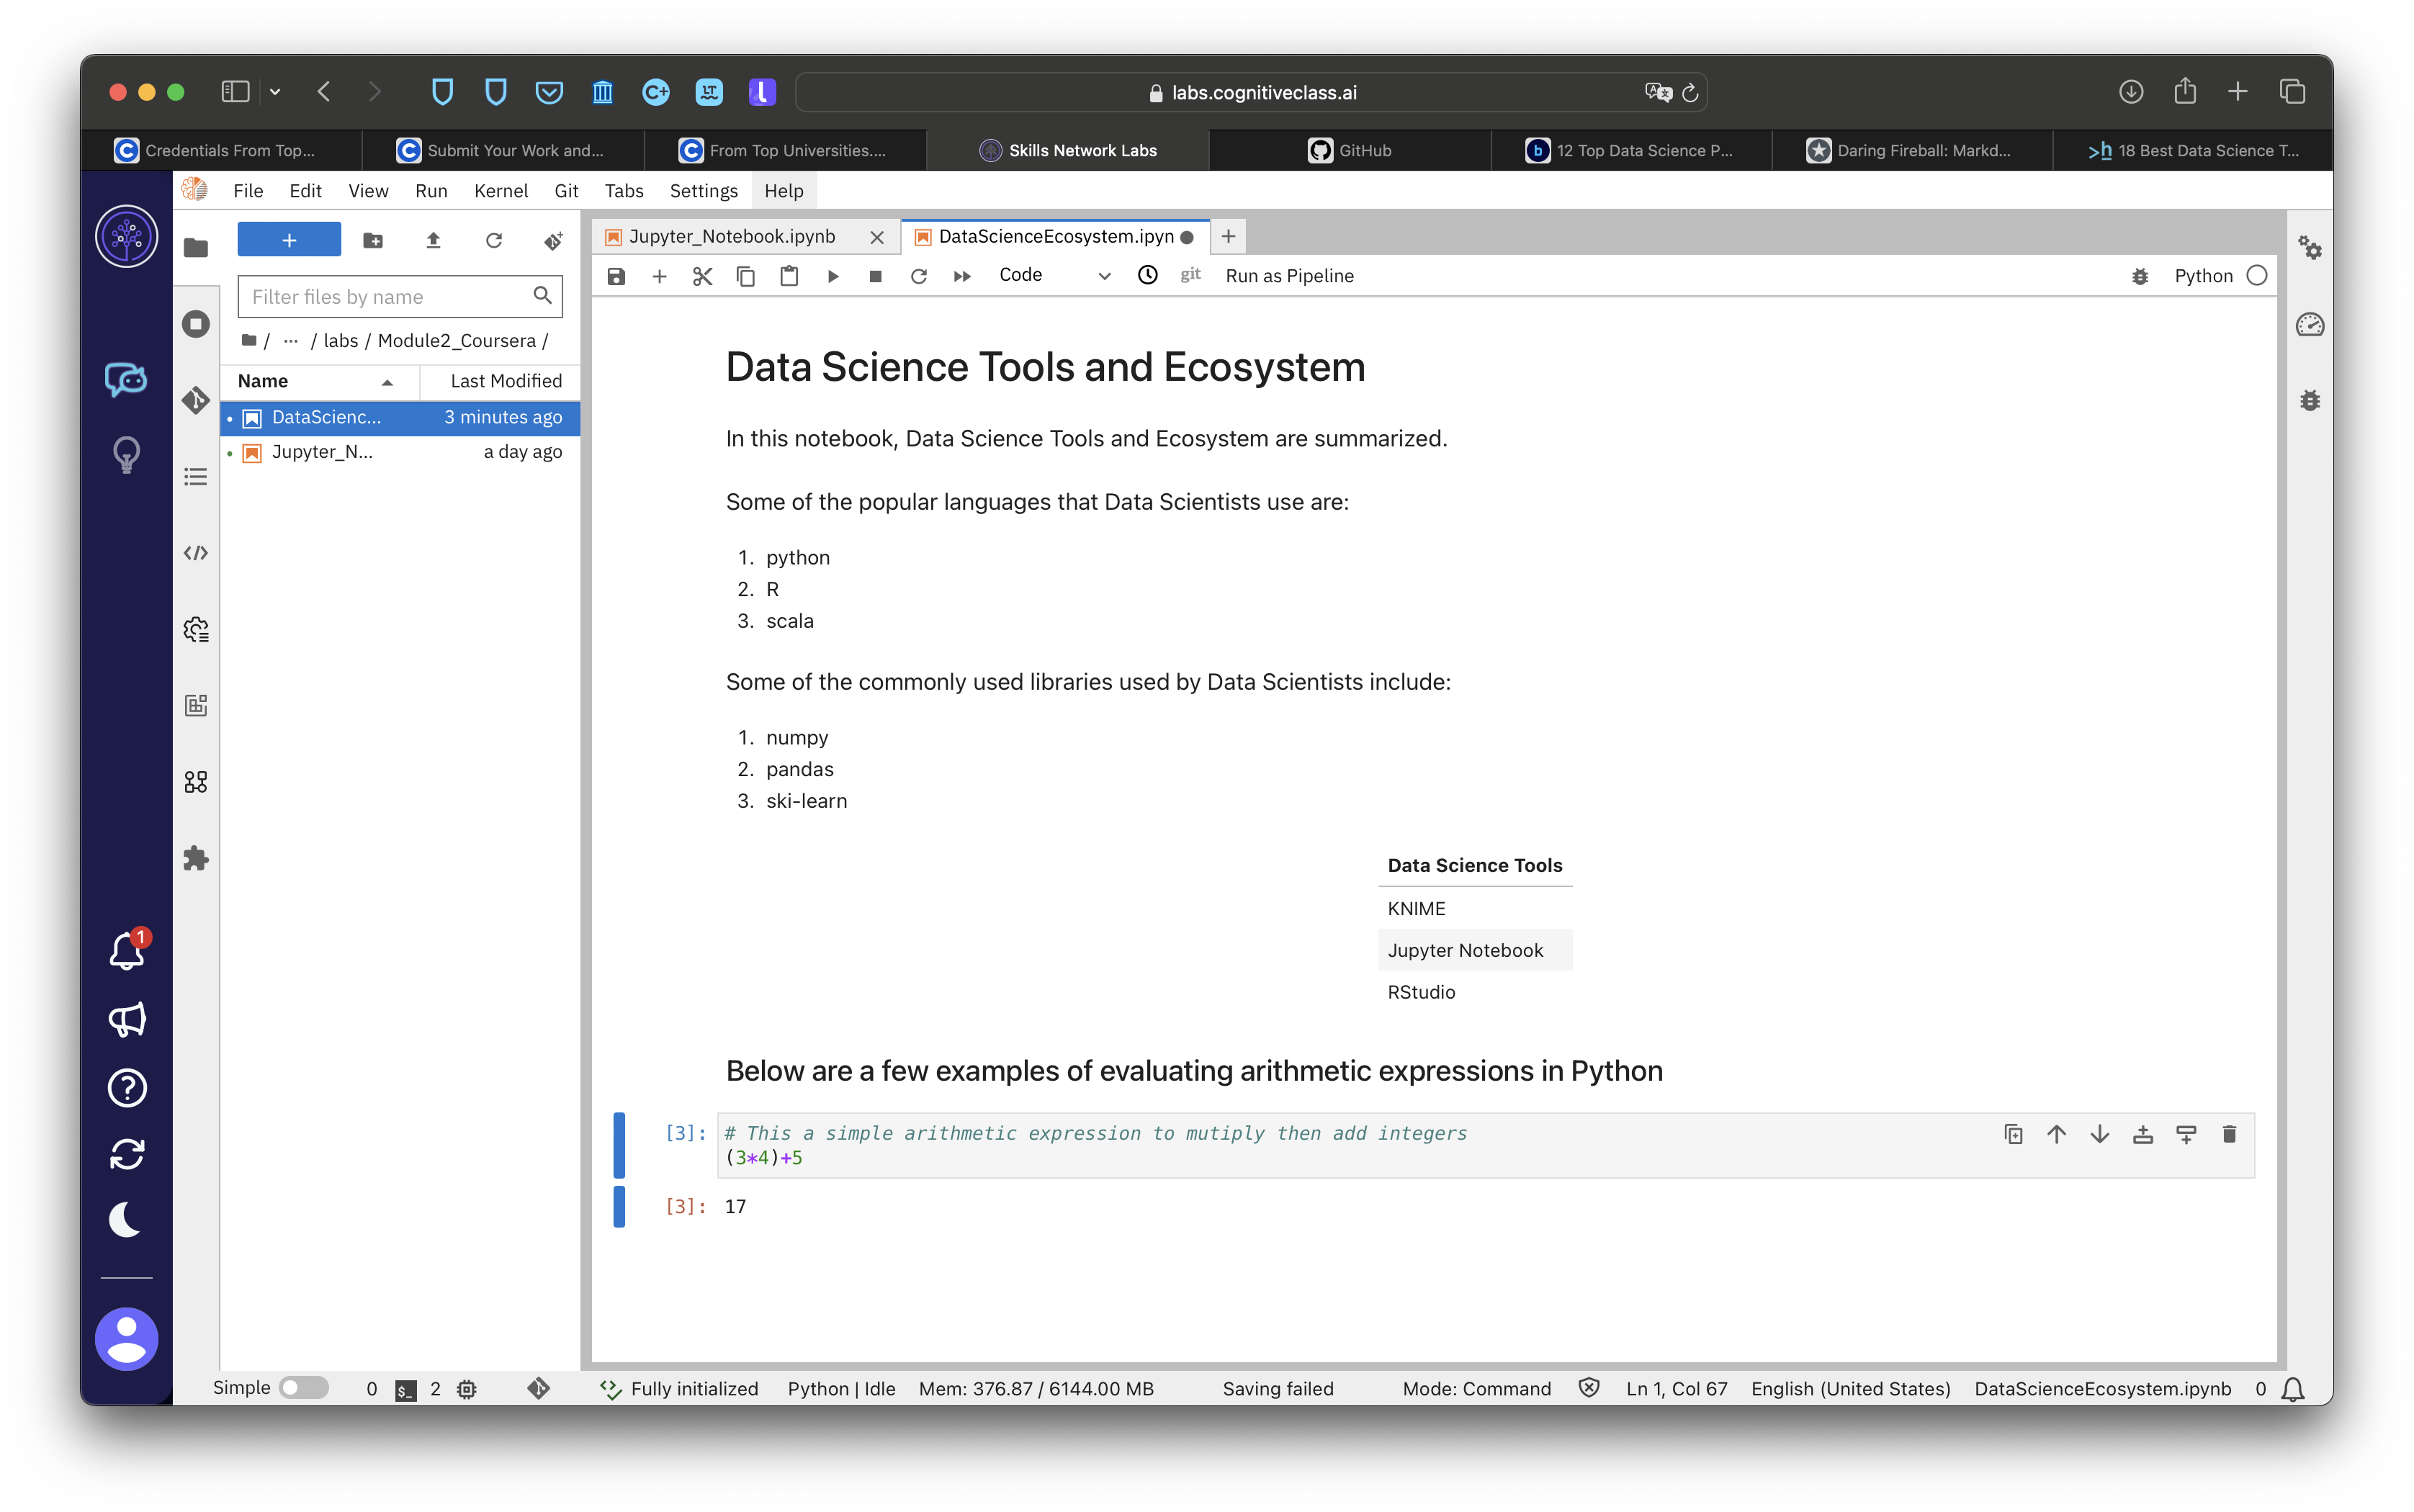 labs.cognitiveclass.ai
Credentials From Top...
Submit Your Work and...
From Top Universities....
Skills Network Labs
GitHub
12 Top Data Science P...
Daring Fireball: Markd...
18 Best Data Science T...
File Edit View Run Kernel Git Tabs Settings Help
Jupyter_Notebook.ipynb
DataScienceEcosystem.ipyn
Code
git
Run as Pipeline
Python
Filter files by name
/ ... / labs / Module2_Coursera /
Name Last Modified
DataScienc... 3 minutes ago
Jupyter_N... a day ago
Data Science Tools and Ecosystem
In this notebook, Data Science Tools and Ecosystem are summarized.
Some of the popular languages that Data Scientists use are:
1. python
2. R
3. scala
Some of the commonly used libraries used by Data Scientists include:
1. numpy
2. pandas
3. ski-learn
Data Science Tools
KNIME
Jupyter Notebook
RStudio
Below are a few examples of evaluating arithmetic expressions in Python
[3]: # This a simple arithmetic expression to mutiply then add integers
(3*4)+5
[3]: 17
1
Simple 0 $_ 2 Fully initialized Python | Idle Mem: 376.87 / 6144.00 MB Saving failed Mode: Command Ln 1, Col 67 English (United States) DataScienceEcosystem.ipynb 0